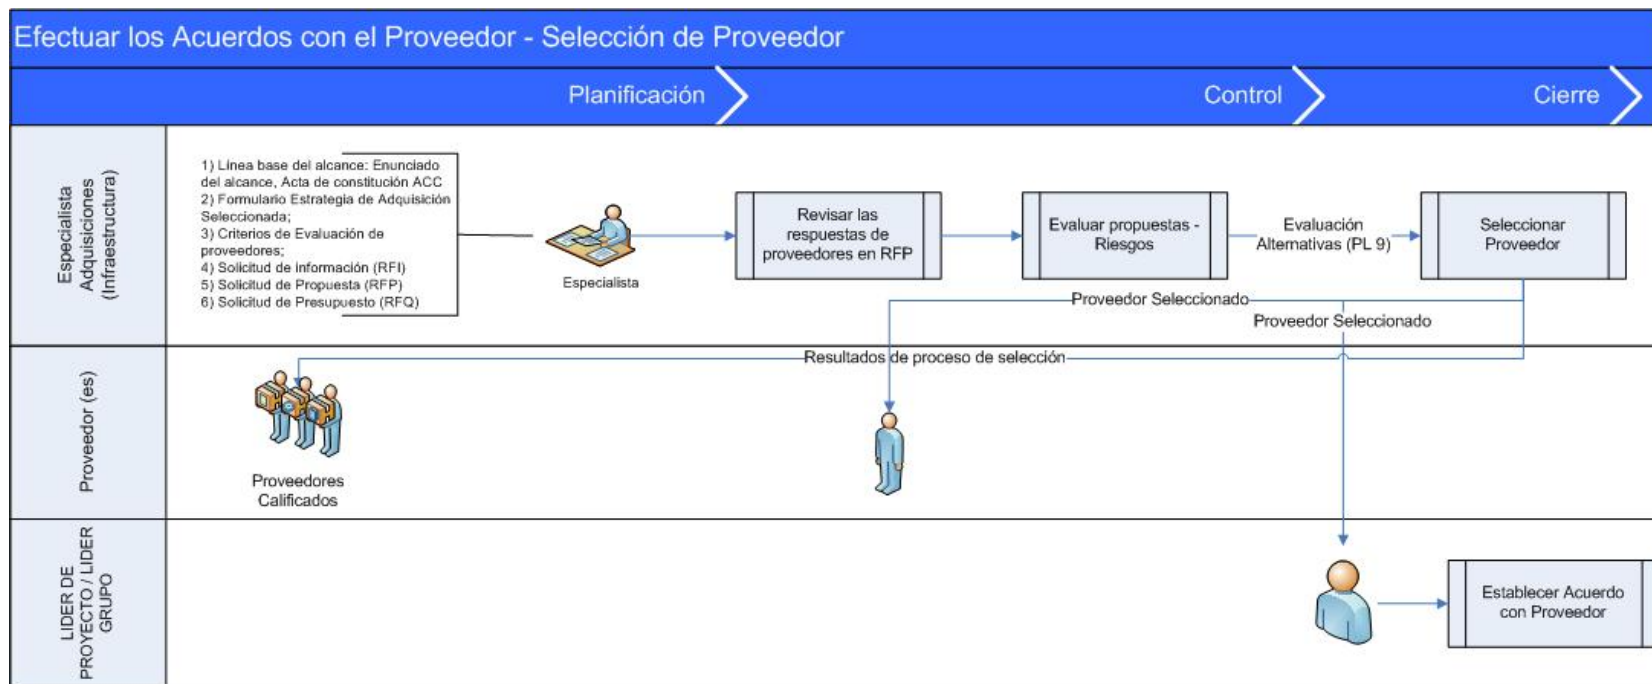 Efectuar los Acuerdos con el Proveedor - Selección de Proveedor
Planificación
Control
Cierre
Especialista
Adquisiciones
(Infraestructura)
1) Línea base del alcance: Enunciado
del alcance, Acta de constitución ACC
2) Formulario Estrategia de Adquisición
Seleccionada;
3) Criterios de Evaluación de
proveedores;
4) Solicitud de información (RFI)
5) Solicitud de Propuesta (RFP)
6) Solicitud de Presupuesto (RFQ)
Especialista
Revisar las
respuestas de
proveedores en RFP
Evaluar propuestas -
Riesgos
Evaluación
Alternativas (PL 9)
Seleccionar
Proveedor
Proveedor Seleccionado
Proveedor Seleccionado
Resultados de proceso de selección
Proveedor (es)
Proveedores
Calificados
LIDER DE
PROYECTO / LIDER
GRUPO
Establecer Acuerdo
con Proveedor